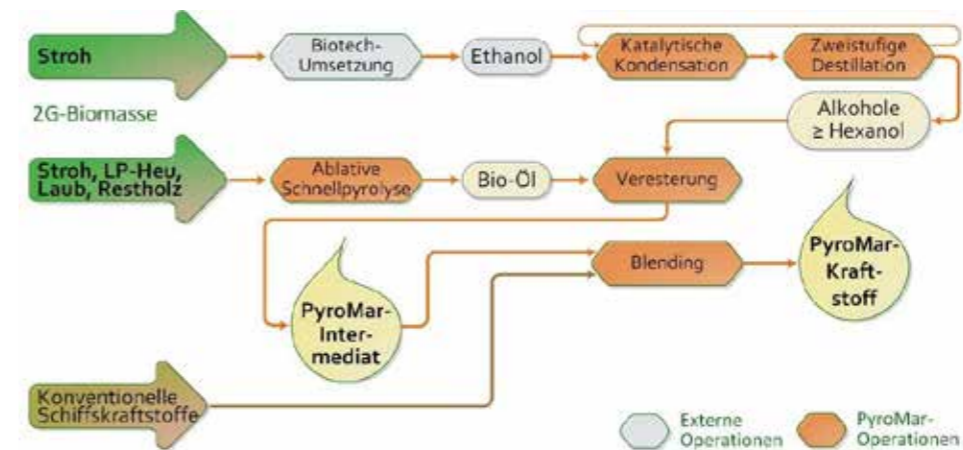 Stroh
Biotech-
Umsetzung
Ethanol
Katalytische
Kondensation
Zweistufige
Destillation
2G-Biomasse
Alkohole
≥ Hexanol
Stroh, LP-Heu,
Laub, Restholz
Ablative
Schnellpyrolyse
Bio-Öl
Veresterung
PyroMar-
Kraft-
stoff
Blending
PyroMar-
Inter-
mediat
Konventionelle
Schiffskraftstoffe
Externe
Operationen
PyroMar-
Operationen